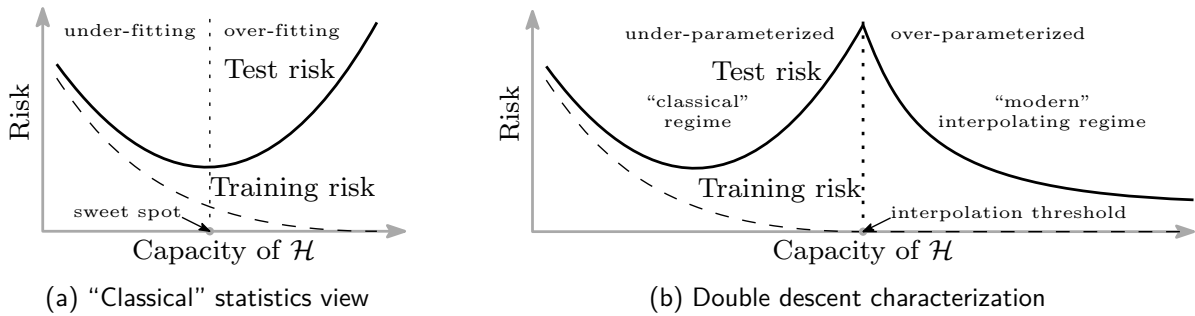 under-fitting
over-fitting
Test risk
Risk
Training risk
sweet spot
Capacity of ℋ
(a) “Classical” statistics view
under-parameterized
over-parameterized
Test risk
“classical”
regime
“modern”
interpolating regime
Risk
Training risk
interpolation threshold
Capacity of ℋ
(b) Double descent characterization